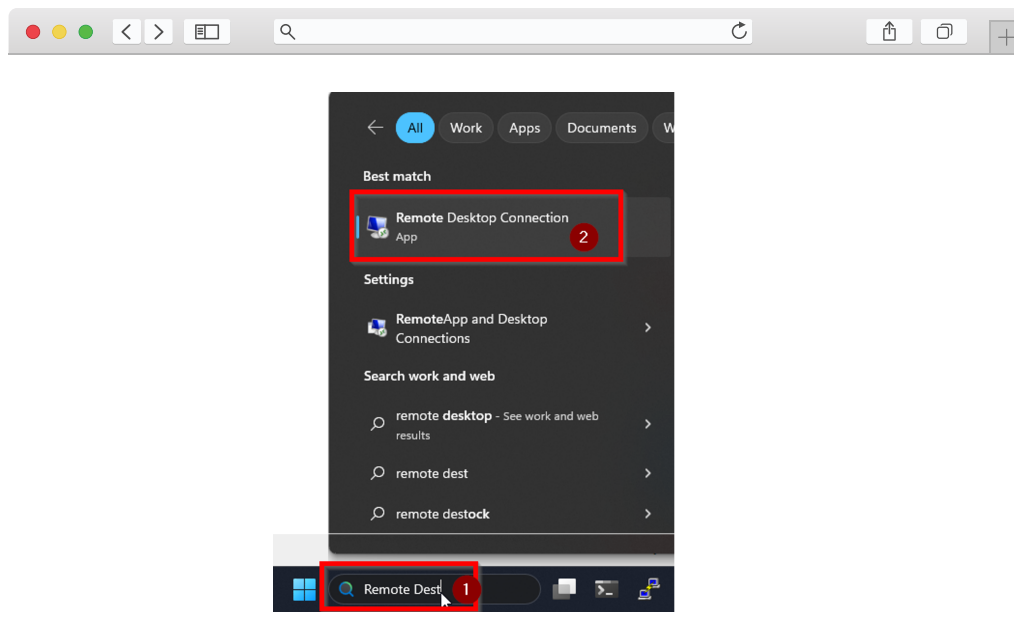 All Work Apps Documents
Best match
Remote Desktop Connection
App
2
Settings
RemoteApp and Desktop
Connections
Search work and web
remote desktop - See work and web
results
remote dest
remote destock
Remote Dest 1